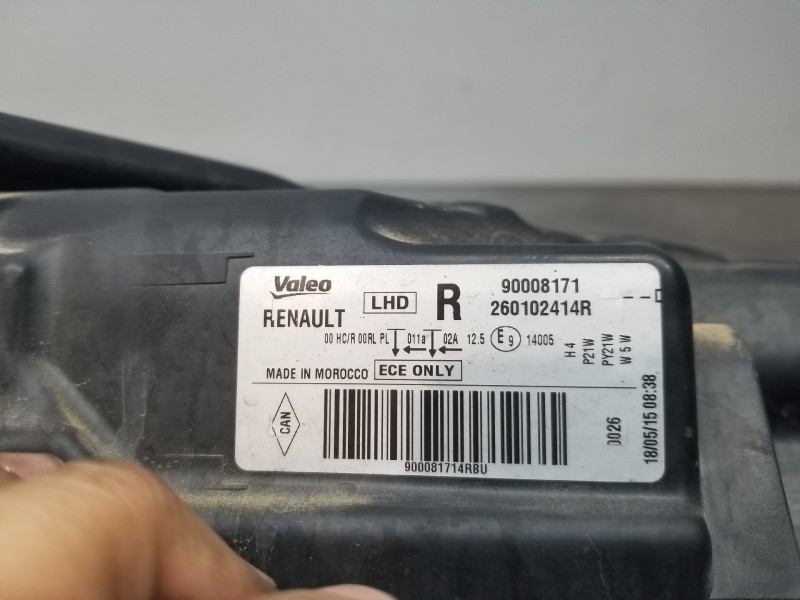 Valeo
RENAULT
LHD
R
90008171
260102414R
00 HC/R 00RL PL 011a 02A 12.5 E9 14005
MADE IN MOROCCO
ECE ONLY
H4
P21W
PY21W
W5W
CAN
900081714RBU
0026
18/05/15 08:38